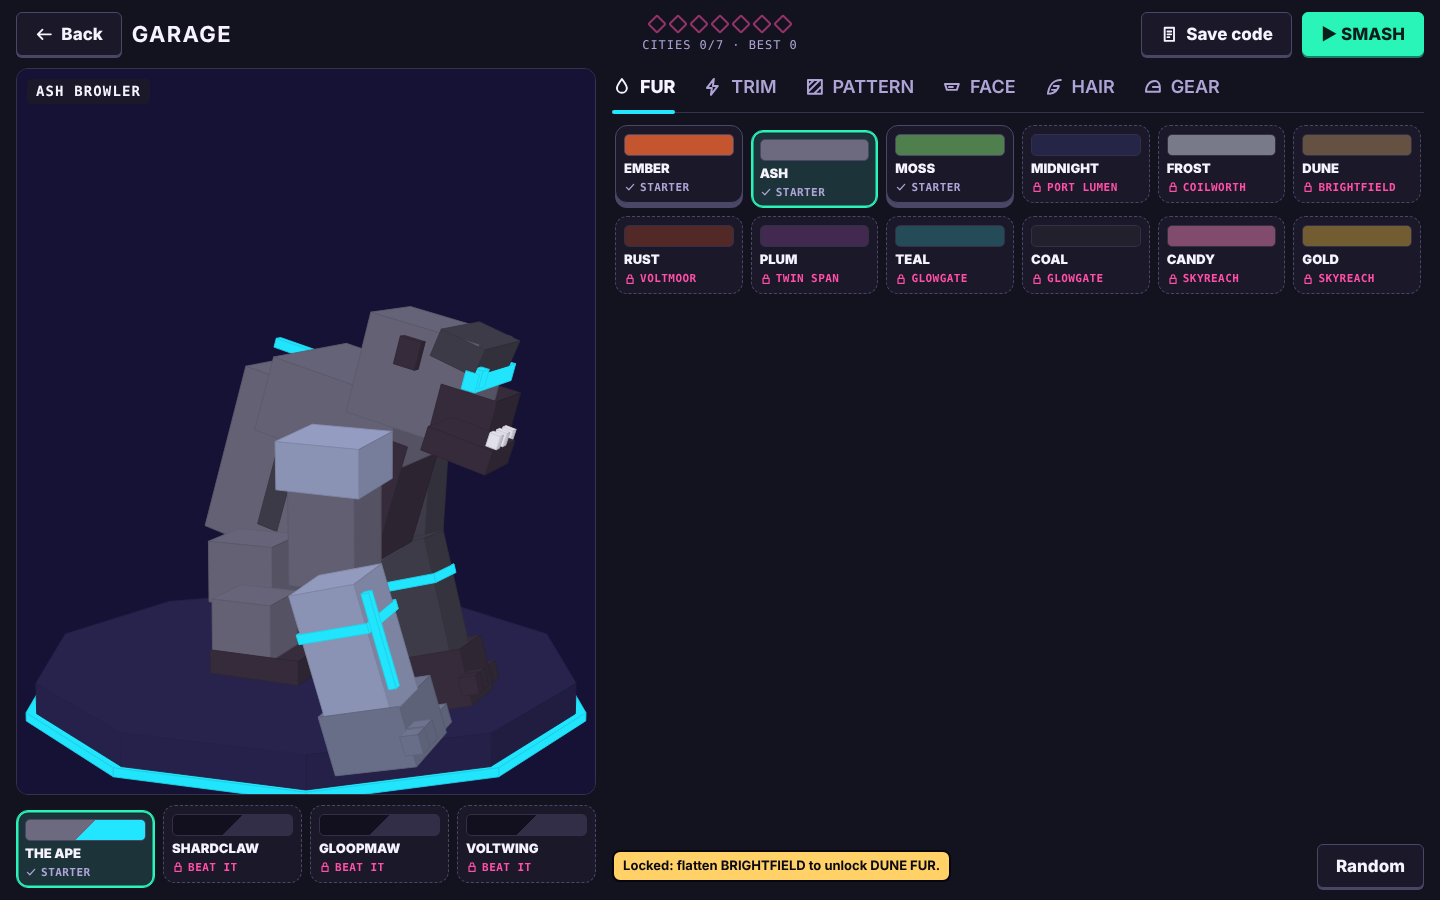 Back
GARAGE
CITIES 0/7 · BEST 0
Save code
SMASH
ASH BROWLER
FUR
TRIM
PATTERN
FACE
HAIR
GEAR
EMBER
STARTER
ASH
STARTER
MOSS
STARTER
MIDNIGHT
PORT LUMEN
FROST
COILWORTH
DUNE
BRIGHTFIELD
RUST
VOLTMOOR
PLUM
TWIN SPAN
TEAL
GLOWGATE
COAL
GLOWGATE
CANDY
SKYREACH
GOLD
SKYREACH
THE APE
STARTER
SHARDCLAW
BEAT IT
GLOOPMAW
BEAT IT
VOLTWING
BEAT IT
Locked: flatten BRIGHTFIELD to unlock DUNE FUR.
Random